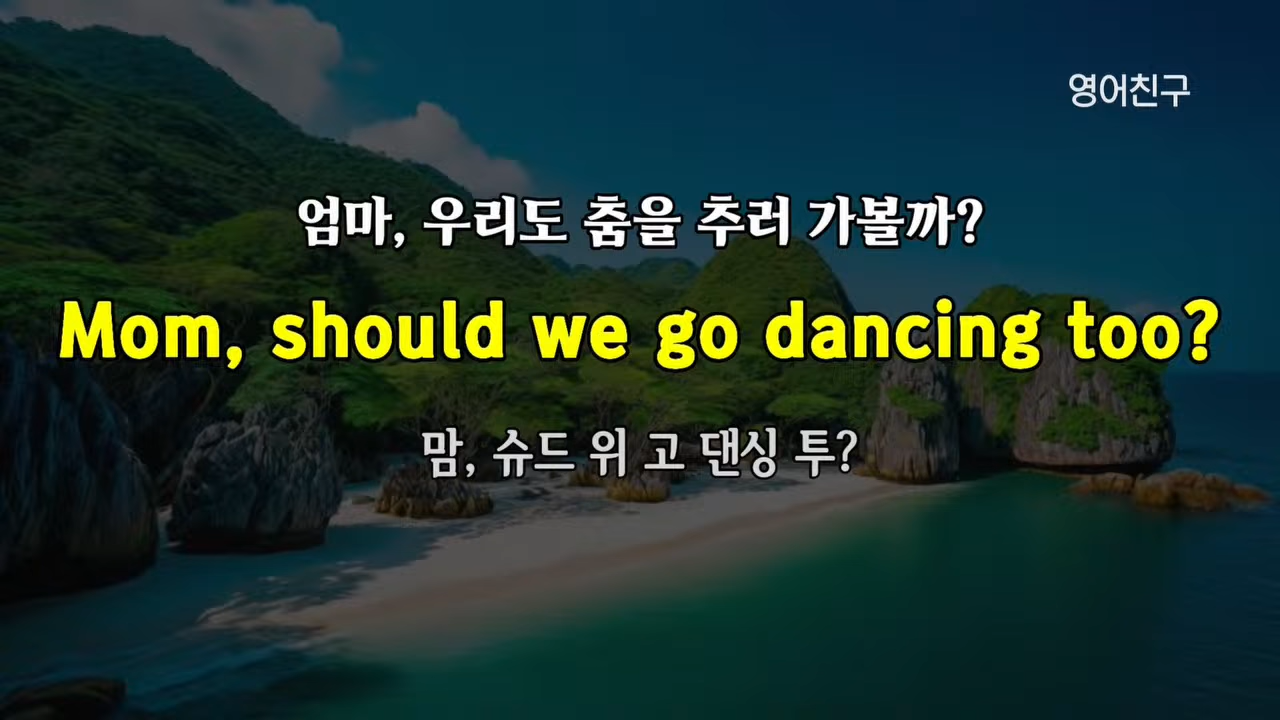 영어친구
엄마, 우리도 춤을 추러 가볼까?
Mom, should we go dancing too?
맘, 슈드 위 고 댄싱 투?